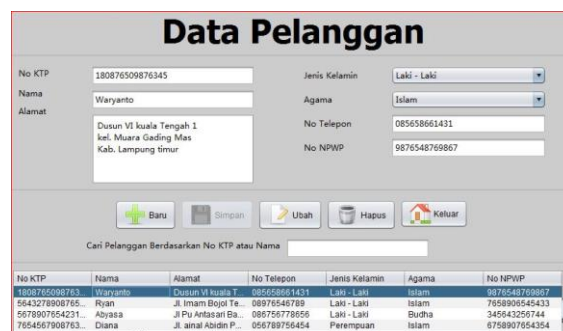 Data Pelanggan
No KTP 180876509876345 Jenis Kelamin Laki - Laki
Nama Waryanto Agama Islam
Alamat Dusun VI kuala Tengah 1 No Telepon 085658661431
kel. Muara Gading Mas
Kab. Lampung timur No NPWP 9876548769867
Baru Simpan Ubah Hapus Keluar
Cari Pelanggan Berdasarkan No KTP atau Nama
No KTP Nama Alamat No Telepon Jenis Kelamin Agama No NPWP
1808765098763... Waryanto Dusun VI kuala T... 085658661431 Laki - Laki Islam 9876548769867
5643278908765... Ryan Jl. Imam Bojol Te... 08976546789 Laki - Laki Islam 7658906545433
5678907654231... Abyasa Jl Pu Antasari Ba... 086756778656 Laki - Laki Budha 345643256744
7654567908763... Diana Jl. ainal Abidin P... 056789756454 Perempuan Islam 6758907654354